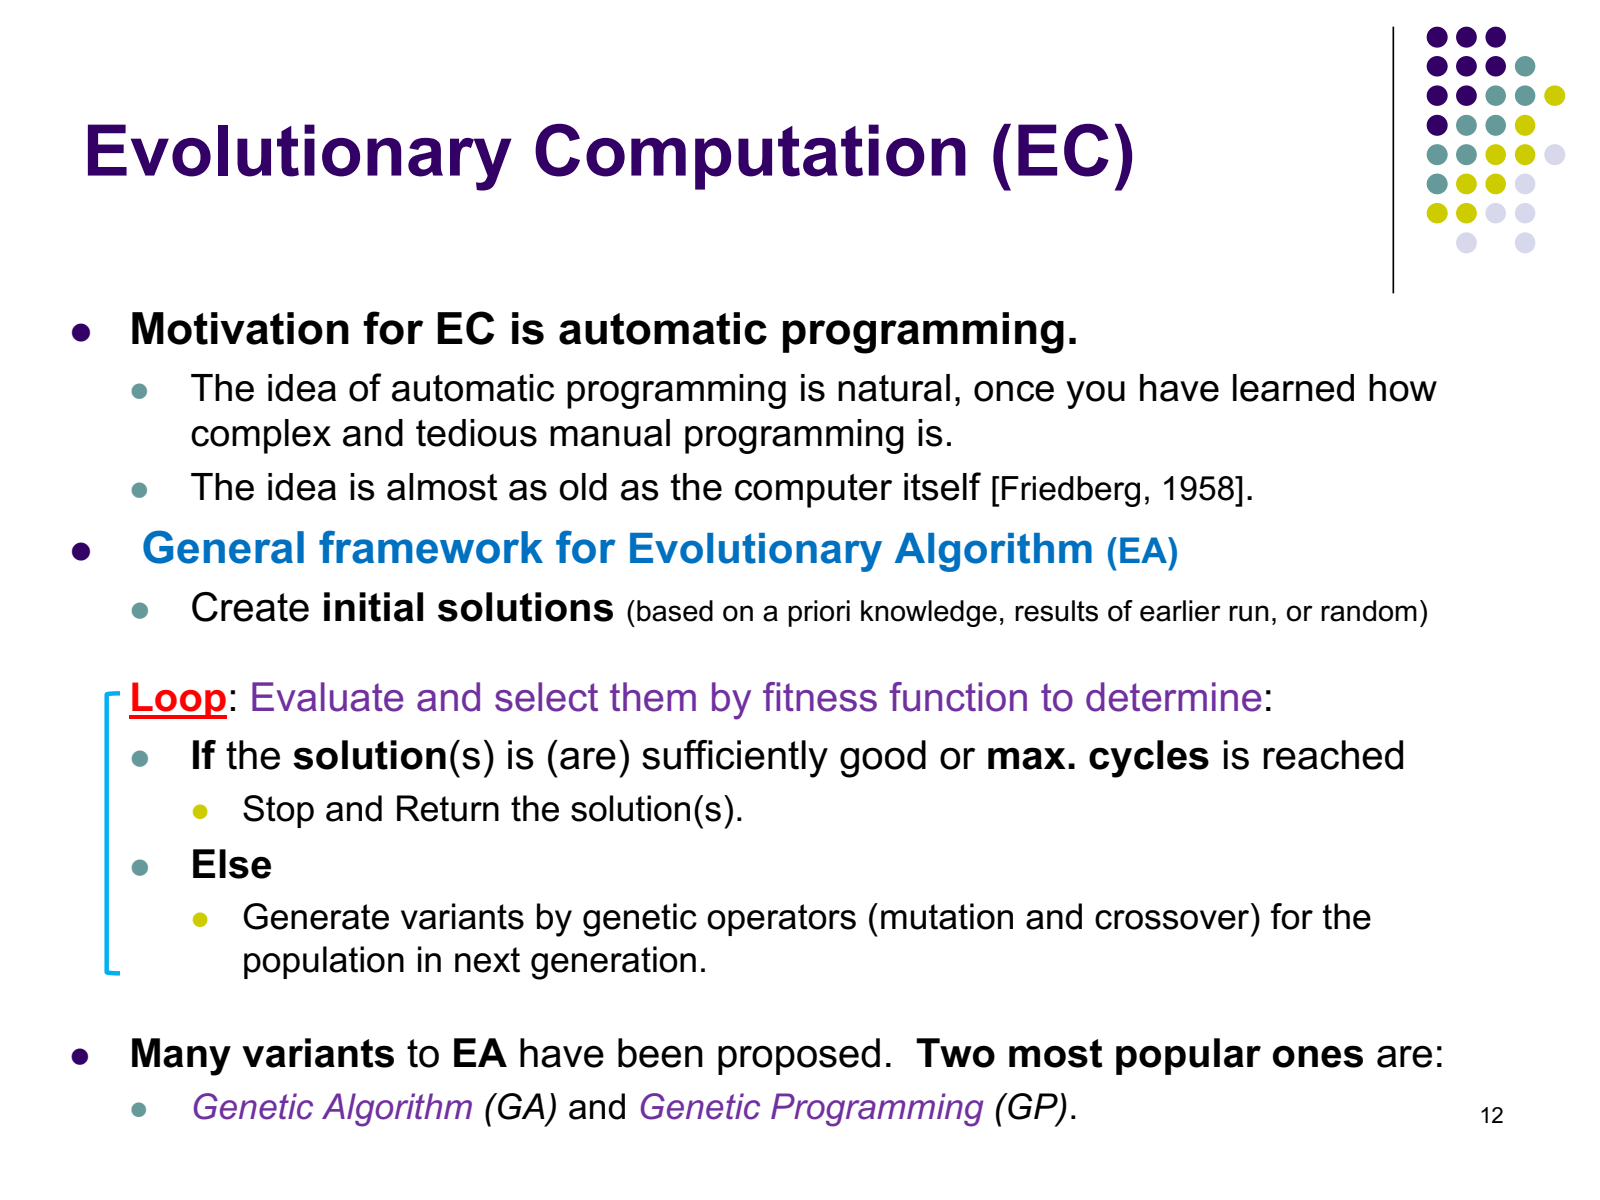 Evolutionary Computation (EC)
Motivation for EC is automatic programming.
The idea of automatic programming is natural, once you have learned how
complex and tedious manual programming is.
The idea is almost as old as the computer itself [Friedberg, 1958].
General framework for Evolutionary Algorithm (EA)
Create initial solutions (based on a priori knowledge, results of earlier run, or random)
Loop: Evaluate and select them by fitness function to determine:
If the solution(s) is (are) sufficiently good or max. cycles is reached
Stop and Return the solution(s).
Else
Generate variants by genetic operators (mutation and crossover) for the
population in next generation.
Many variants to EA have been proposed. Two most popular ones are:
Genetic Algorithm (GA) and Genetic Programming (GP).
12